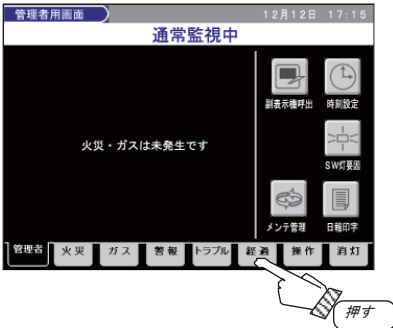 管理者用画面
12月12日 17:15
通常監視中
副表示機呼出
時刻設定
火災・ガスは未発生です
SW灯要因
メンテ管理
日報印字
管理者
火災
ガス
警報
トラブル
経過
操作
消灯
押す